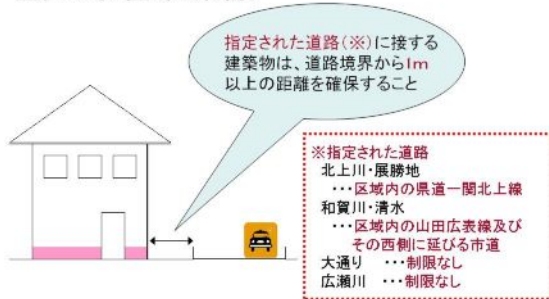 指定された道路(※)に接する
建築物は、道路境界から1m
以上の距離を確保すること
※指定された道路
北上川・展勝地
・・・区域内の県道一関北上線
和賀川・清水
・・・区域内の山田広表線及び
その西側に延びる市道
大通り ・・・制限なし
広瀬川 ・・・制限なし